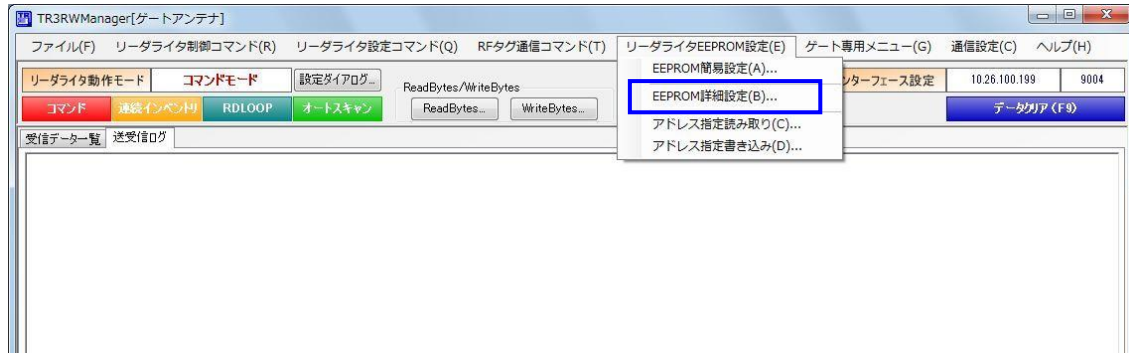 TR3RWManager[ゲートアンテナ]
ファイル(F) リーダライタ制御コマンド(R) リーダライタ設定コマンド(Q) RFタグ通信コマンド(T) リーダライタEEPROM設定(E) ゲート専用メニュー(G) 通信設定(C) ヘルプ(H)
リーダライタ動作モード コマンドモード 設定ダイアログ... ReadBytes/WriteBytes EEPROM簡易設定(A)... ンターフェース設定 10.26.100.199 9004
コマンド 連続インベントリ RDLOOP オートスキャン ReadBytes... WriteBytes... EEPROM詳細設定(B)... データクリア(F9)
受信データ一覧 送受信ログ アドレス指定読み取り(C)...
アドレス指定書き込み(D)...